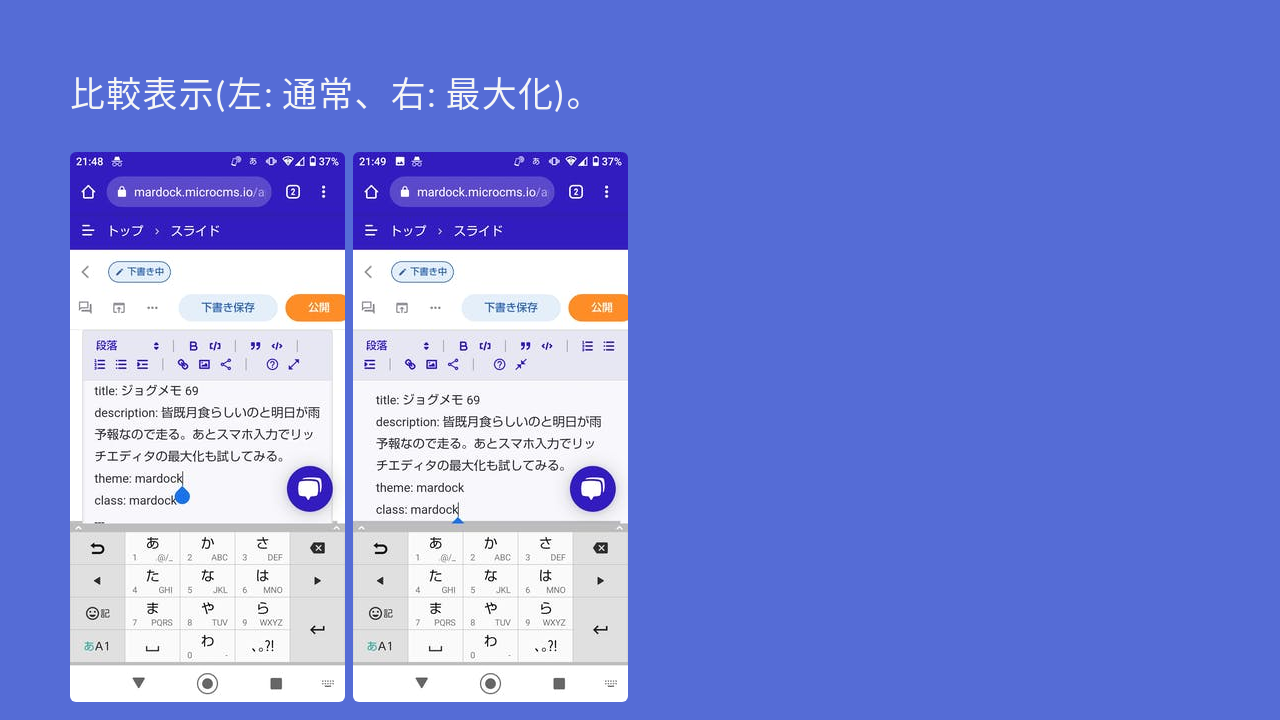 比較表示(左: 通常、右: 最大化)。
21:48 あ 37%
mardock.microcms.io/a 2
トップ › スライド
下書き中
下書き保存 公開
段落 B
title: ジョグメモ 69
description: 皆既月食らしいのと明日が雨
予報なので走る。あとスマホ入力でリッ
チエディタの最大化も試してみる。
theme: mardock
class: mardock
あ 1 .@/_ か 2 ABC さ 3 DEF
た 4 GHI な 5 JKL は 6 MNO
記 ま 7 PQRS や 8 TUV ら 9 WXYZ
あA1 わ 0 - 、。?!
21:49 あ 37%
mardock.microcms.io/a 2
トップ › スライド
下書き中
下書き保存 公開
段落 B
title: ジョグメモ 69
description: 皆既月食らしいのと明日が雨
予報なので走る。あとスマホ入力でリッ
チエディタの最大化も試してみる。
theme: mardock
class: mardock
あ 1 .@/_ か 2 ABC さ 3 DEF
た 4 GHI な 5 JKL は 6 MNO
記 ま 7 PQRS や 8 TUV ら 9 WXYZ
あA1 わ 0 - 、。?!